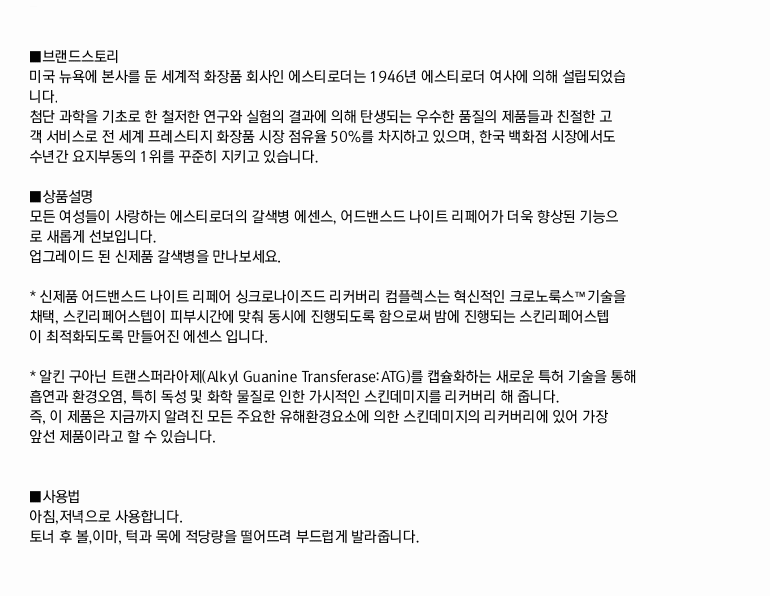 ■브랜드스토리
미국 뉴욕에 본사를 둔 세계적 화장품 회사인 에스티로더는 1946년 에스티로더 여사에 의해 설립되었습
니다.
첨단 과학을 기초로 한 철저한 연구와 실험의 결과에 의해 탄생되는 우수한 품질의 제품들과 친절한 고
객 서비스로 전 세계 프레스티지 화장품 시장 점유율 50%를 차지하고 있으며, 한국 백화점 시장에서도
수년간 요지부동의 1위를 꾸준히 지키고 있습니다.
■상품설명
모든 여성들이 사랑하는 에스티로더의 갈색병 에센스, 어드밴스드 나이트 리페어가 더욱 향상된 기능으
로 새롭게 선보입니다.
업그레이드 된 신제품 갈색병을 만나보세요.
* 신제품 어드밴스드 나이트 리페어 싱크로나이즈드 리커버리 컴플렉스는 혁신적인 크로노룩스™기술을
채택, 스킨리페어스텝이 피부시간에 맞춰 동시에 진행되도록 함으로써 밤에 진행되는 스킨리페어스텝
이 최적화되도록 만들어진 에센스 입니다.
* 알킨 구아닌 트랜스퍼라아제(Alkyl Guanine Transferase:ATG)를 캡슐화하는 새로운 특허 기술을 통해
흡연과 환경오염, 특히 독성 및 화학 물질로 인한 가시적인 스킨데미지를 리커버리 해 줍니다.
즉, 이 제품은 지금까지 알려진 모든 주요한 유해환경요소에 의한 스킨데미지의 리커버리에 있어 가장
앞선 제품이라고 할 수 있습니다.
■사용법
아침,저녁으로 사용합니다.
토너 후 볼,이마, 턱과 목에 적당량을 떨어뜨려 부드럽게 발라줍니다.